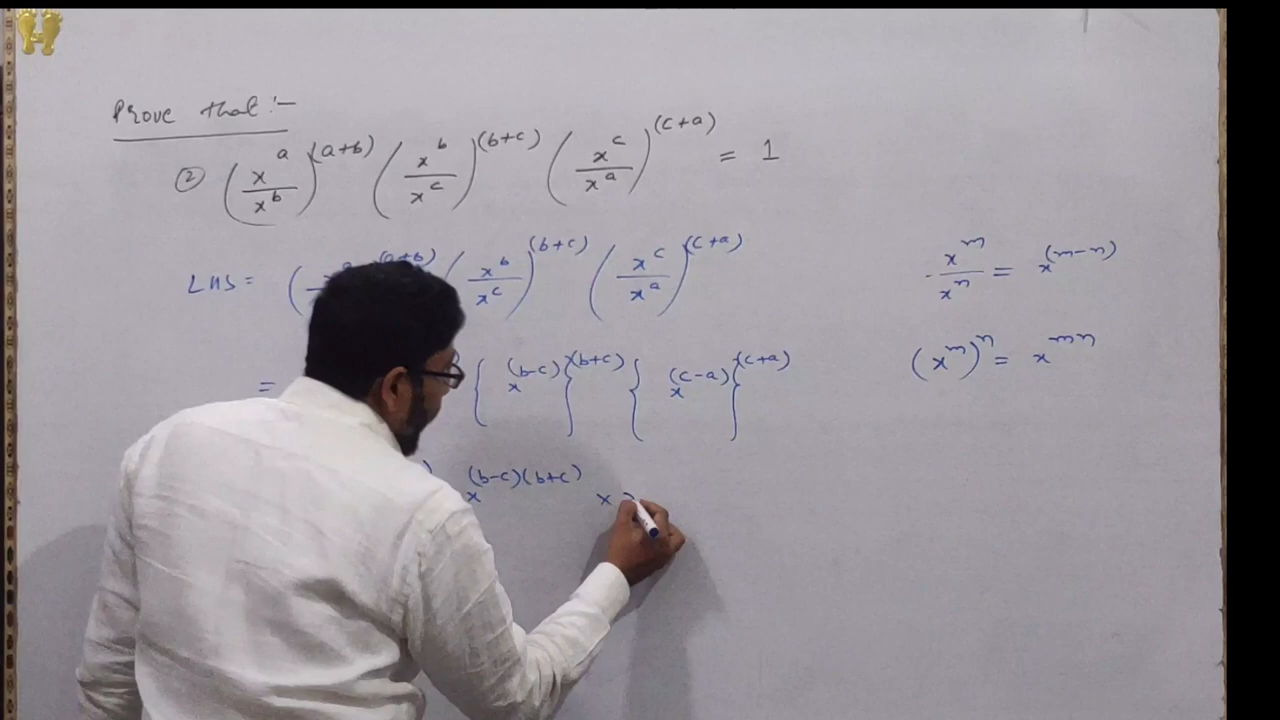 Prove that :-
② (x^a/x^b)^(a+b) (x^b/x^c)^(b+c) (x^c/x^a)^(c+a) = 1
LHS = ( (a+b) (x^b/x^c)^(b+c) (x^c/x^a)^(c+a)
x^m/x^n = x^(m-n)
= { x^(b-c) }^(b+c) { x^(c-a) }^(c+a)
(x^m)^n = x^mn
) x^(b-c)(b+c) ×
H